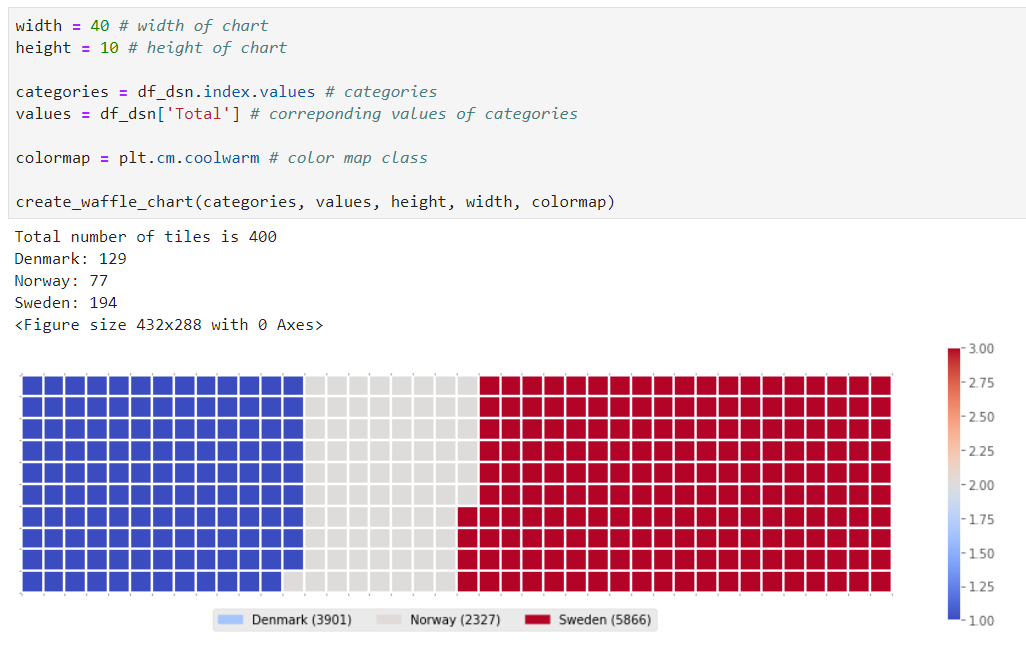 width = 40 # width of chart
height = 10 # height of chart
categories = df_dsn.index.values # categories
values = df_dsn['Total'] # correponding values of categories
colormap = plt.cm.coolwarm # color map class
create_waffle_chart(categories, values, height, width, colormap)
Total number of tiles is 400
Denmark: 129
Norway: 77
Sweden: 194
<Figure size 432x288 with 0 Axes>
3.00
2.75
2.50
2.25
2.00
1.75
1.50
1.25
1.00
Denmark (3901) Norway (2327) Sweden (5866)